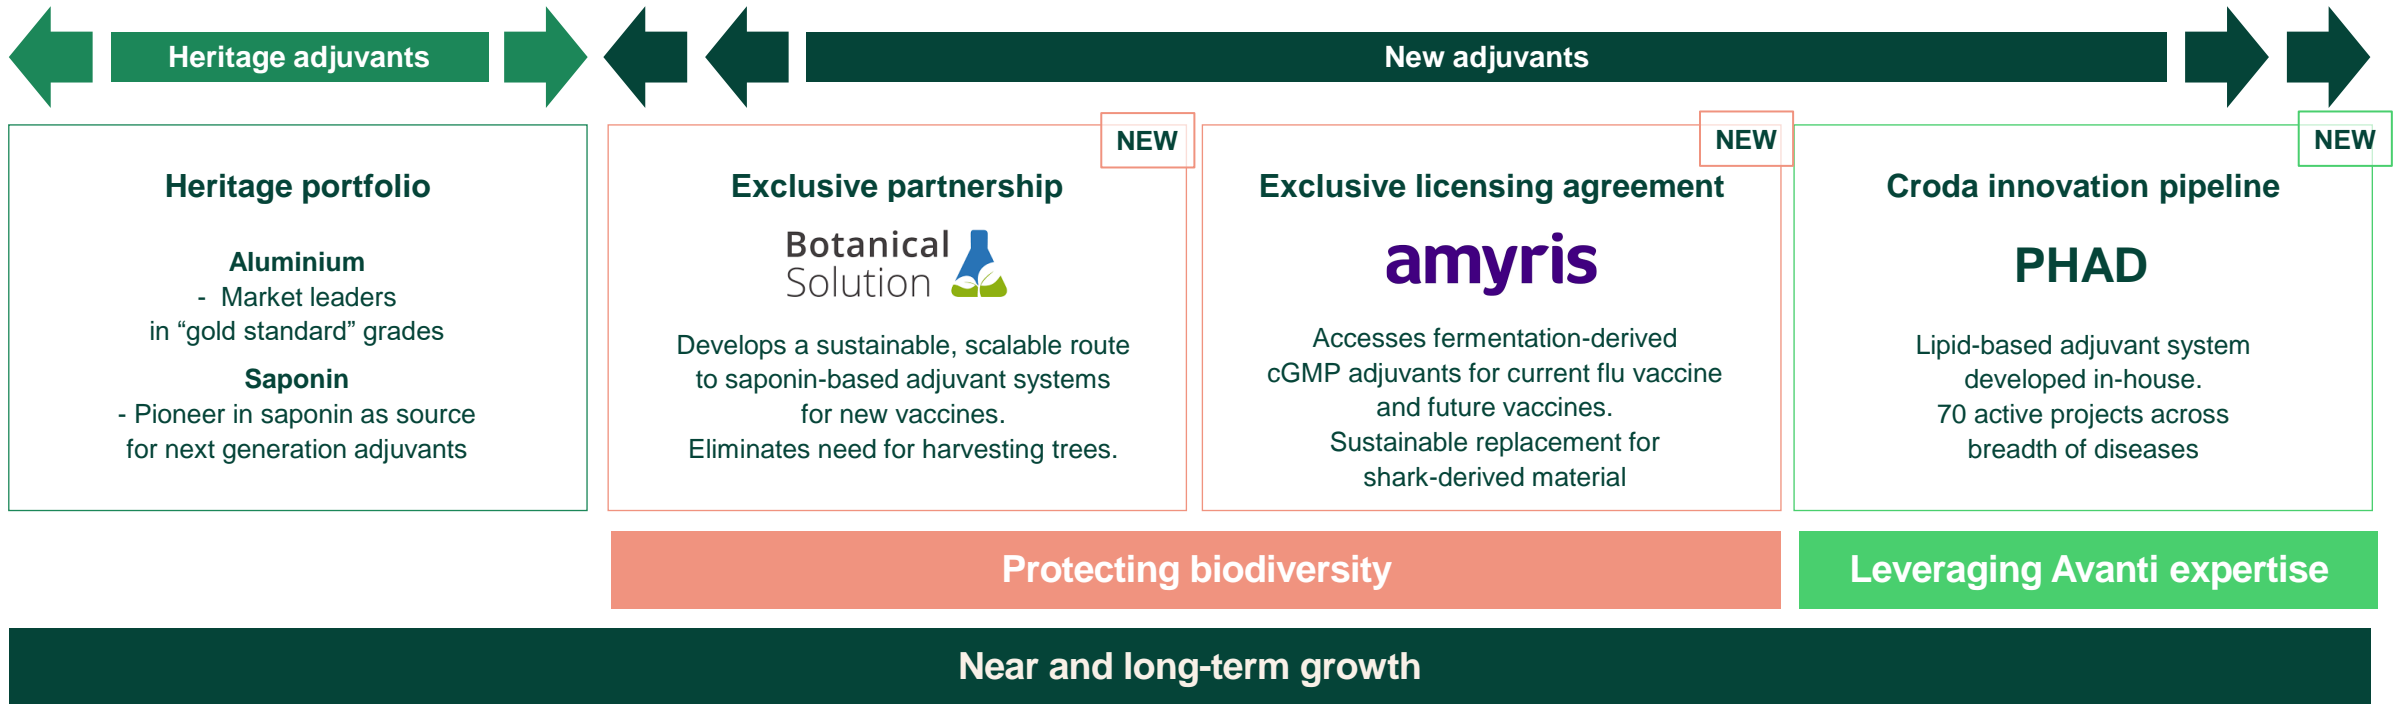 Heritage adjuvants
New adjuvants
Heritage portfolio
Aluminium
- Market leaders
in “gold standard” grades
Saponin
- Pioneer in saponin as source
for next generation adjuvants
NEW
Exclusive partnership
Botanical
Solution
Develops a sustainable, scalable route
to saponin-based adjuvant systems
for new vaccines.
Eliminates need for harvesting trees.
NEW
Exclusive licensing agreement
amyris
Accesses fermentation-derived
cGMP adjuvants for current flu vaccine
and future vaccines.
Sustainable replacement for
shark-derived material
NEW
Croda innovation pipeline
PHAD
Lipid-based adjuvant system
developed in-house.
70 active projects across
breadth of diseases
Protecting biodiversity
Leveraging Avanti expertise
Near and long-term growth